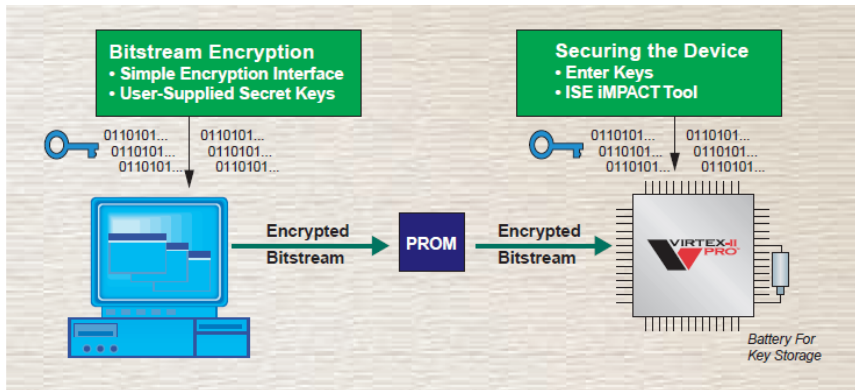 Bitstream Encryption
• Simple Encryption Interface
• User-Supplied Secret Keys
Securing the Device
• Enter Keys
• ISE iMPACT Tool
0110101... 0110101...
0110101... 0110101...
0110101... 0110101...
0110101... 0110101...
0110101... 0110101...
0110101... 0110101...
Encrypted
Bitstream
PROM
Encrypted
Bitstream
VIRTEX-II
PRO
Battery For
Key Storage